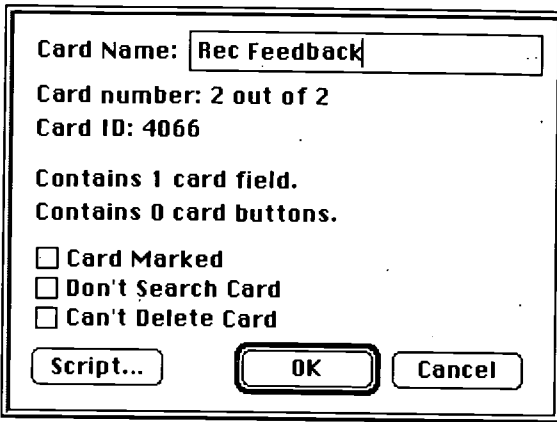 Card Name: Rec Feedback
Card number: 2 out of 2
Card ID: 4066
Contains 1 card field.
Contains 0 card buttons.
Card Marked
Don't Search Card
Can't Delete Card
Script... OK Cancel